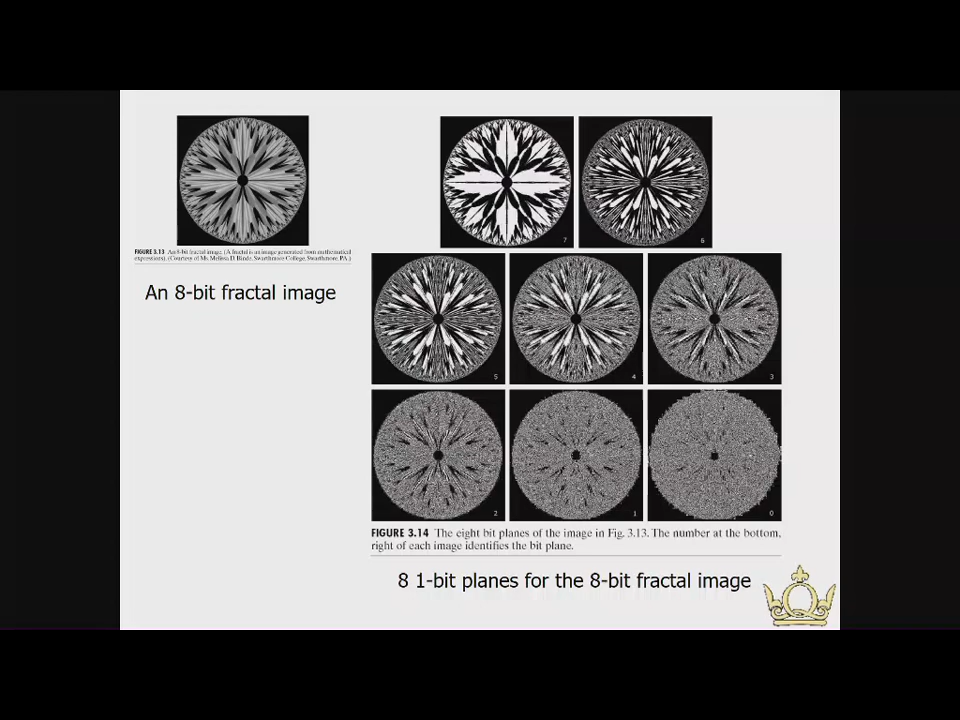 7
6
FIGURE 3.13 An 8-bit fractal image. (A fractal is an image generated from mathematical
expressions). (Courtesy of Ms. Melissa D. Binde, Swarthmore College, Swarthmore, PA.)
An 8-bit fractal image
5
4
3
2
1
0
FIGURE 3.14 The eight bit planes of the image in Fig. 3.13. The number at the bottom,
right of each image identifies the bit plane.
8 1-bit planes for the 8-bit fractal image